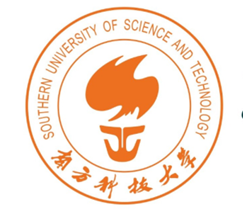 SOUTHERN UNIVERSITY OF SCIENCE AND TECHNOLOGY
南方科技大学